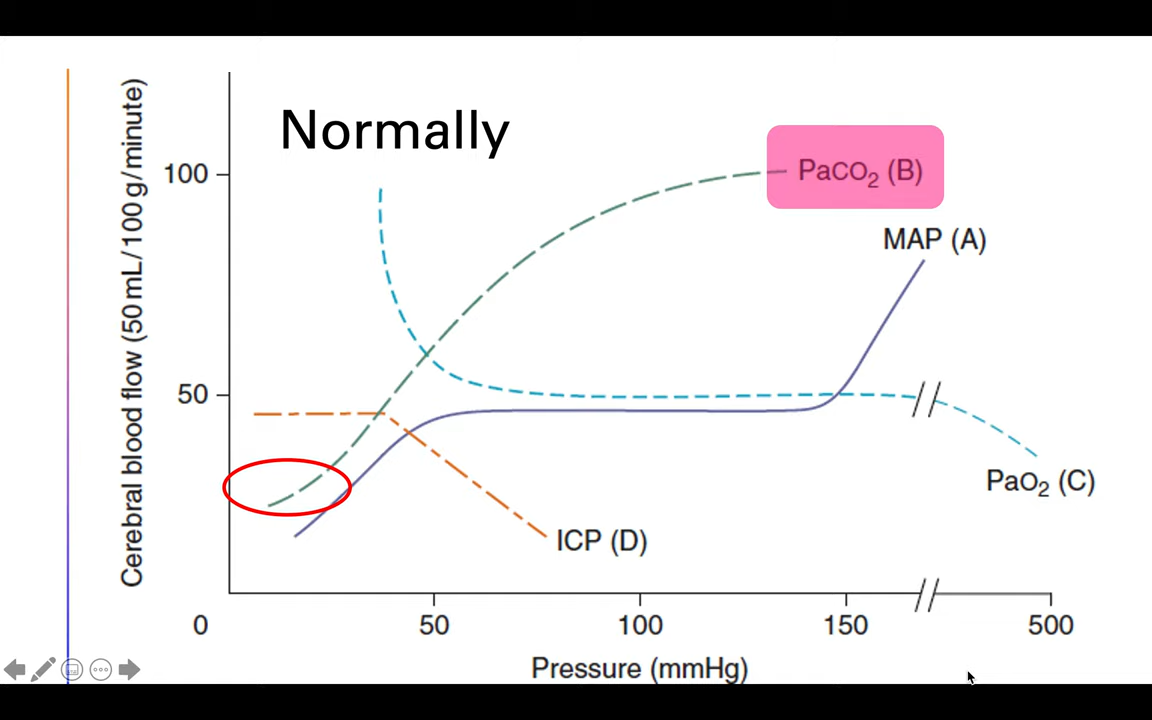 Normally
Cerebral blood flow (50 mL/100 g/minute)
100
50
0
PaCO₂ (B)
MAP (A)
PaO₂ (C)
ICP (D)
50
100
150
500
Pressure (mmHg)